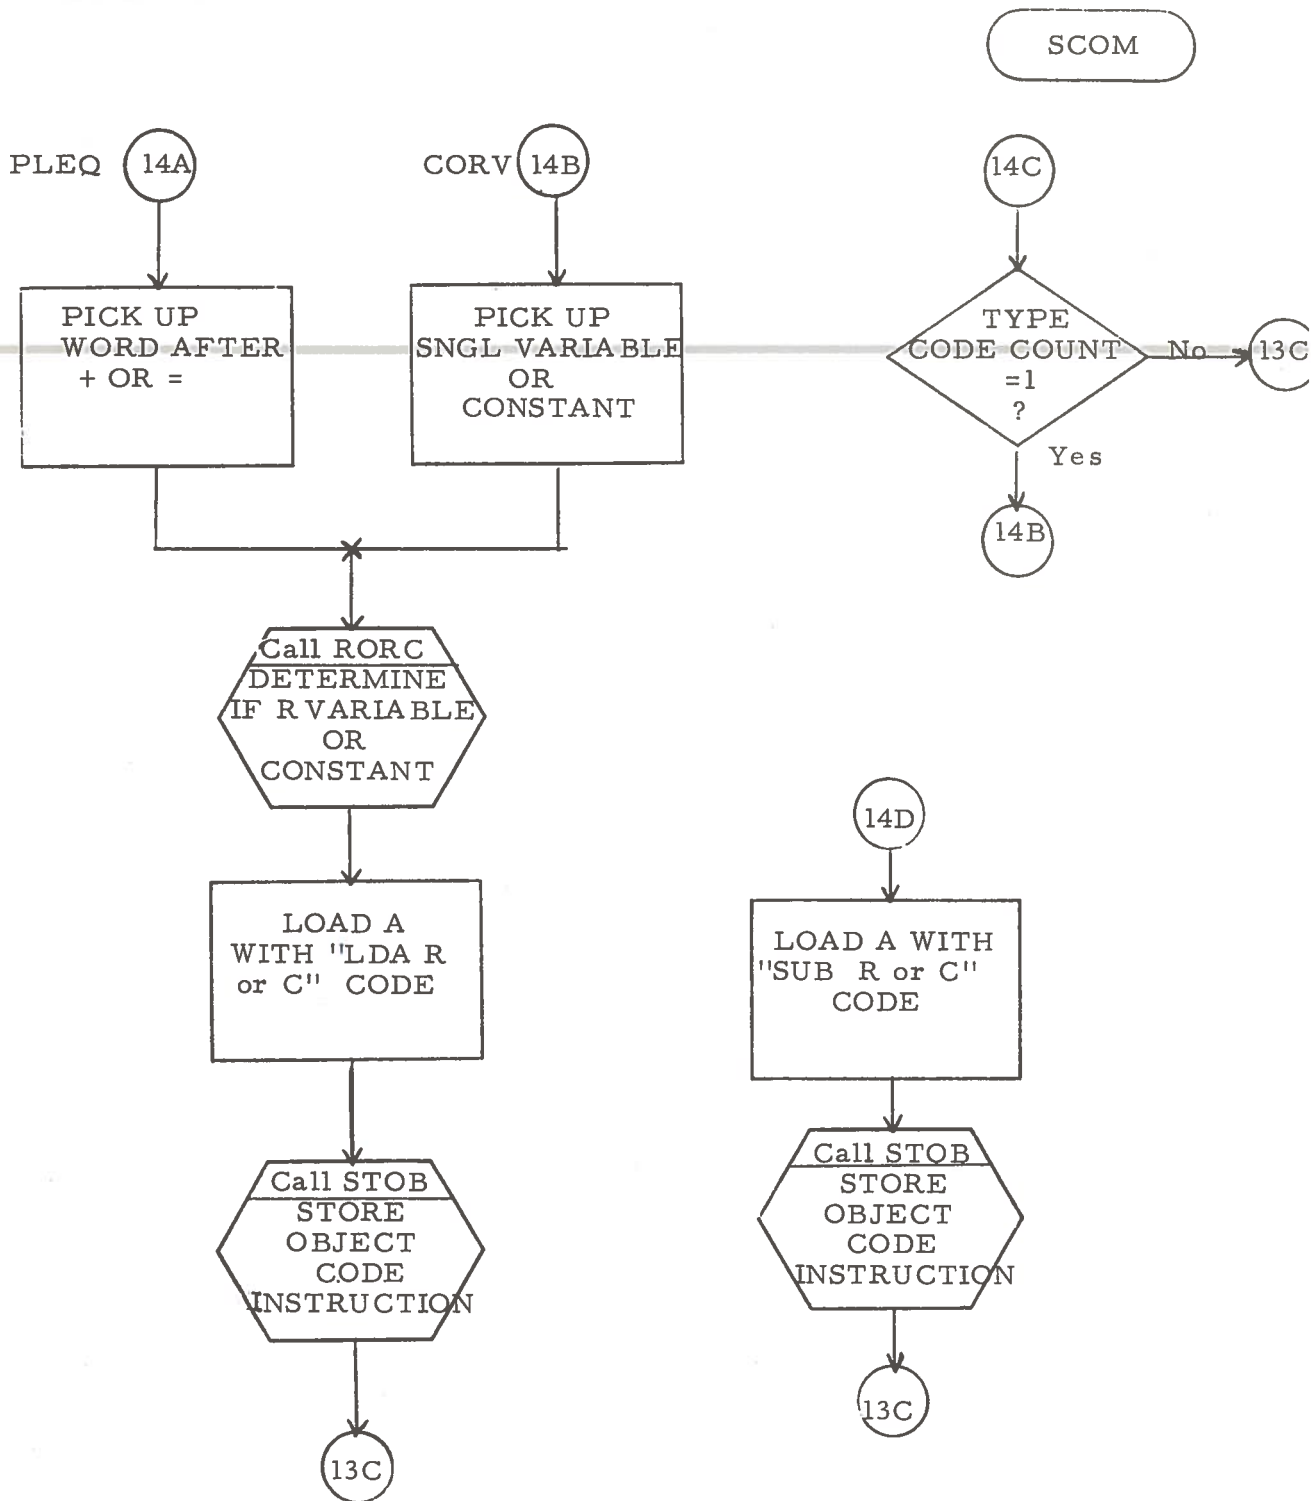 SCOM
PLEQ
14A
CORV
14B
14C
PICK UP
WORD AFTER
+ OR =
PICK UP
SNGL VARIABLE
OR
CONSTANT
TYPE
CODE COUNT
=1
?
No
13C
Yes
14B
Call RORC
DETERMINE
IF R VARIABLE
OR
CONSTANT
LOAD A
WITH "LDA R
or C" CODE
Call STOB
STORE
OBJECT
CODE
INSTRUCTION
13C
14D
LOAD A WITH
"SUB R or C"
CODE
Call STOB
STORE
OBJECT
CODE
INSTRUCTION
13C